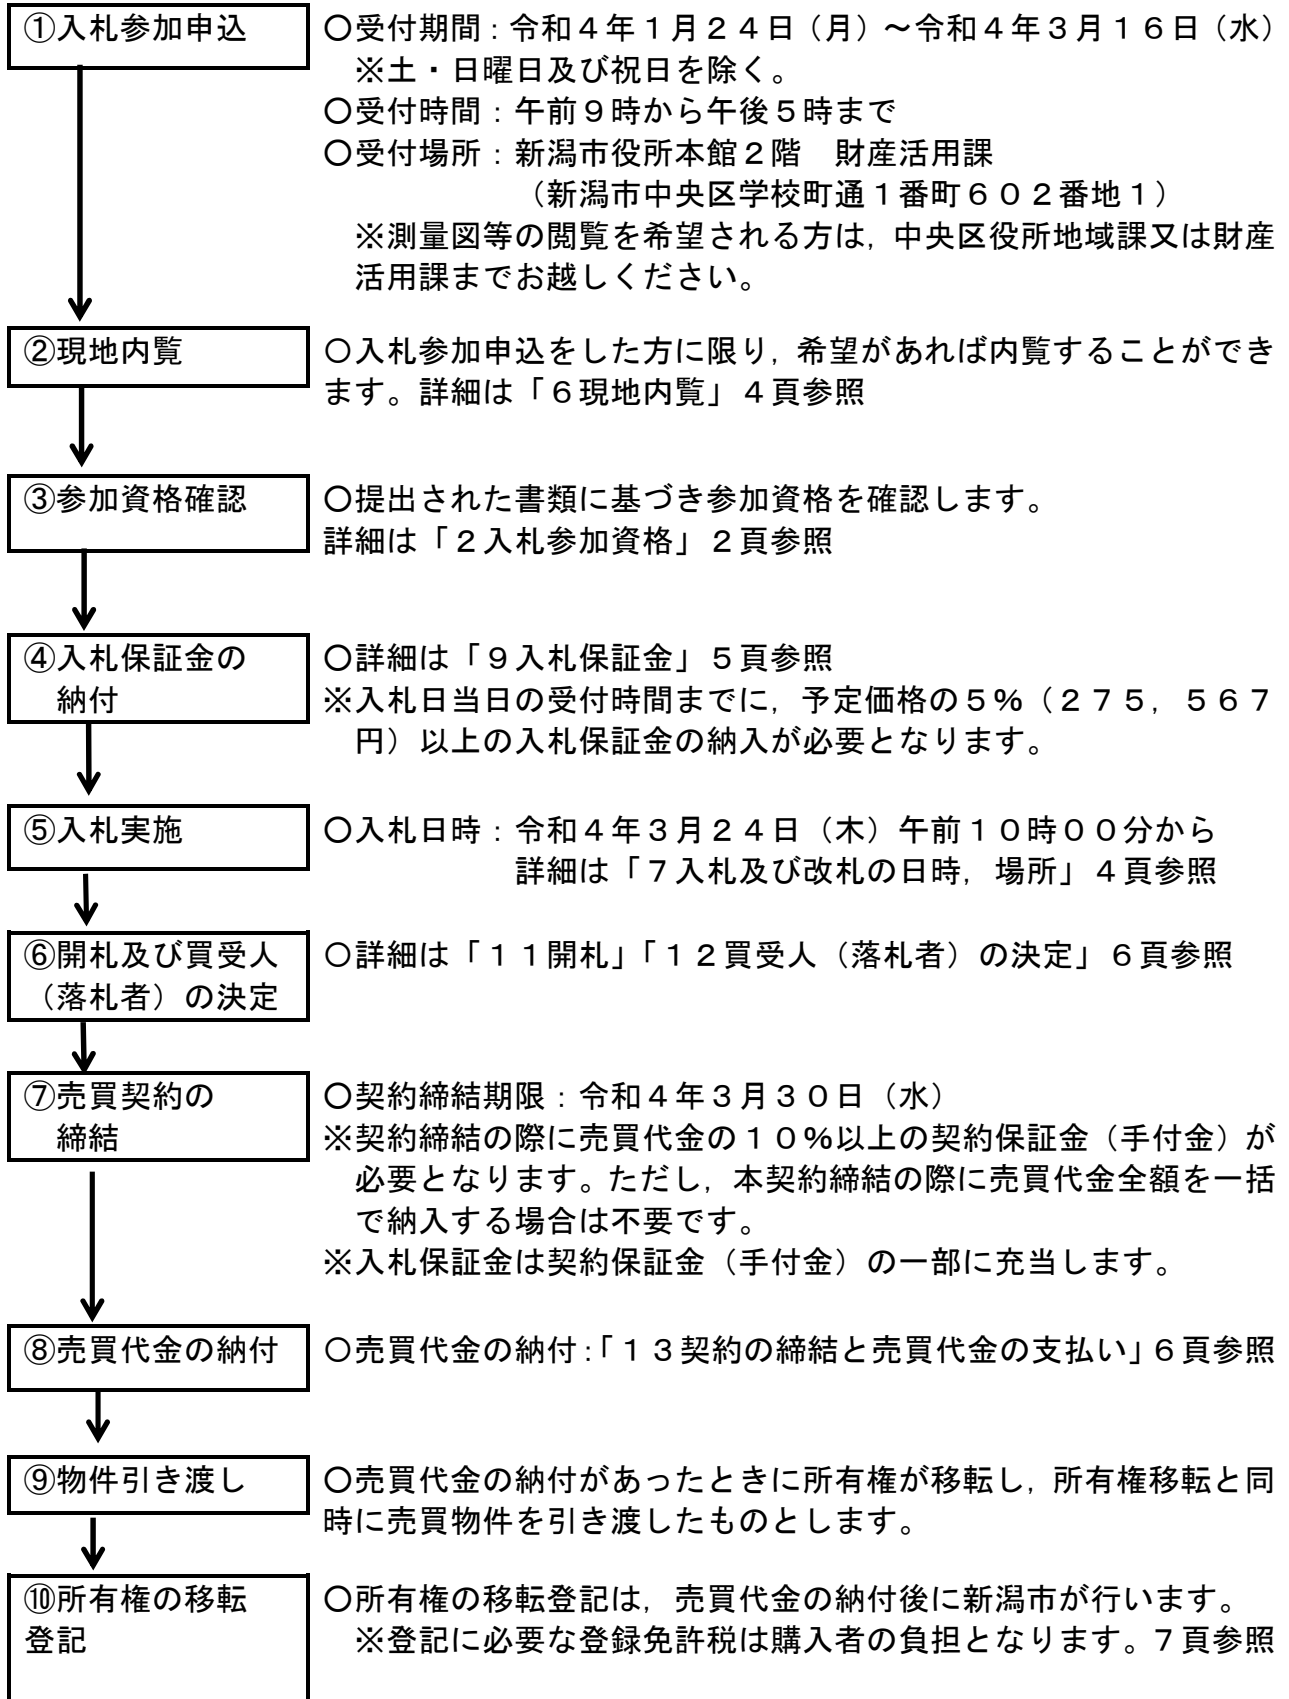 ①入札参加申込
○受付期間：令和４年１月２４日（月）～令和４年３月１６日（水）
※土・日曜日及び祝日を除く。
○受付時間：午前９時から午後５時まで
○受付場所：新潟市役所本館２階　財産活用課
（新潟市中央区学校町通１番町６０２番地１）
※測量図等の閲覧を希望される方は，中央区役所地域課又は財産
活用課までお越しください。
②現地内覧
○入札参加申込をした方に限り，希望があれば内覧することができ
ます。詳細は「６現地内覧」４頁参照
③参加資格確認
○提出された書類に基づき参加資格を確認します。
詳細は「２入札参加資格」２頁参照
④入札保証金の
納付
○詳細は「９入札保証金」５頁参照
※入札日当日の受付時間までに，予定価格の５％（２７５，５６７
円）以上の入札保証金の納入が必要となります。
⑤入札実施
○入札日時：令和４年３月２４日（木）午前１０時００分から
詳細は「７入札及び改札の日時，場所」４頁参照
⑥開札及び買受人
（落札者）の決定
○詳細は「１１開札」「１２買受人（落札者）の決定」６頁参照
⑦売買契約の
締結
○契約締結期限：令和４年３月３０日（水）
※契約締結の際に売買代金の１０％以上の契約保証金（手付金）が
必要となります。ただし，本契約締結の際に売買代金全額を一括
で納入する場合は不要です。
※入札保証金は契約保証金（手付金）の一部に充当します。
⑧売買代金の納付
○売買代金の納付：「１３契約の締結と売買代金の支払い」６頁参照
⑨物件引き渡し
○売買代金の納付があったときに所有権が移転し，所有権移転と同
時に売買物件を引き渡したものとします。
⑩所有権の移転
登記
○所有権の移転登記は，売買代金の納付後に新潟市が行います。
※登記に必要な登録免許税は購入者の負担となります。７頁参照